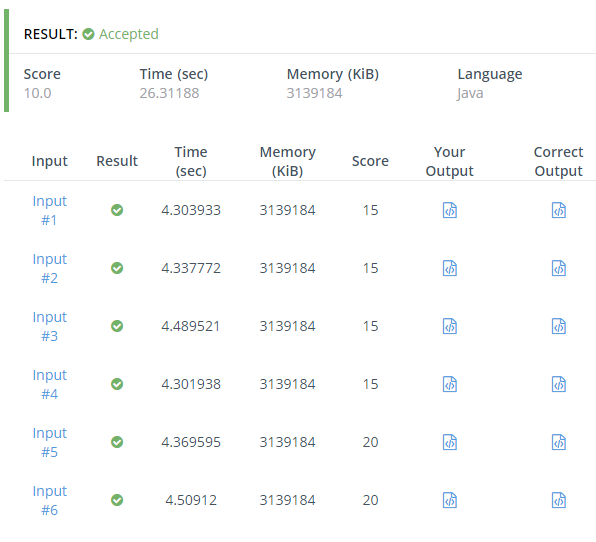 RESULT: Accepted
Score Time (sec) Memory (KiB) Language
10.0 26.31188 3139184 Java
Input Result Time (sec) Memory (KiB) Score Your Output Correct Output
Input #1 4.303933 3139184 15
Input #2 4.337772 3139184 15
Input #3 4.489521 3139184 15
Input #4 4.301938 3139184 15
Input #5 4.369595 3139184 20
Input #6 4.50912 3139184 20